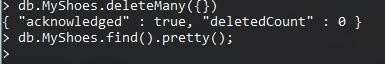 > db.MyShoes.deleteMany({})
{ "acknowledged" : true, "deletedCount" : 0 }
> db.MyShoes.find().pretty();
>